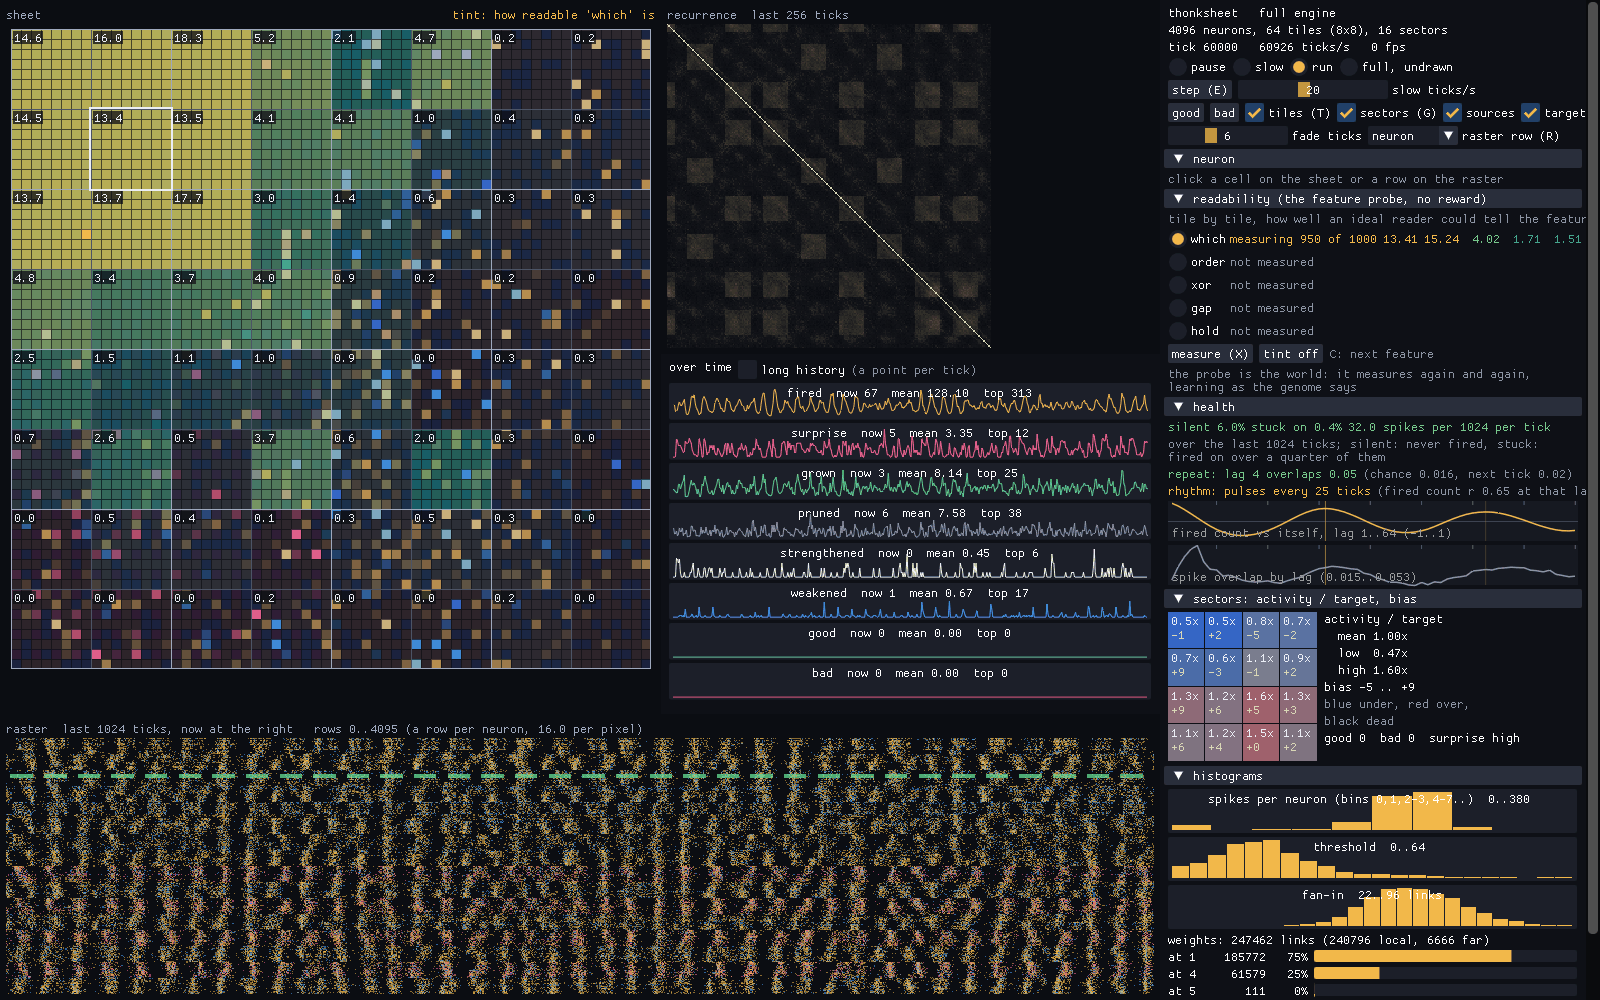 sheet
tint: how readable 'which' is
14.6 16.0 18.3 5.2 2.1 4.7 0.2 0.2
14.5 13.4 13.5 4.1 4.1 1.0 0.4 0.3
13.7 13.7 17.7 3.0 1.4 0.6 0.3 0.3
4.8 3.4 3.7 4.0 0.9 0.2 0.2 0.3
2.5 1.5 1.1 1.0 0.9 0.0 0.3 0.3
0.7 2.6 0.5 3.7 0.6 2.0 0.3 0.0
0.0 0.5 0.4 0.1 0.3 0.5 0.3 0.0
0.0 0.0 0.0 0.2 0.0 0.2 0.0 0.0
recurrence last 256 ticks
over time long history (a point per tick)
fired now 67 mean 128.10 top 313
surprise now 5 mean 3.35 top 12
grown now 3 mean 8.14 top 25
pruned now 6 mean 7.58 top 38
strengthened now 0 mean 0.45 top 6
weakened now 1 mean 0.67 top 17
good now 0 mean 0.00 top 0
bad now 0 mean 0.00 top 0
raster last 1024 ticks, now at the right rows 0..4095 (a row per neuron, 16.0 per pixel)
thonksheet full engine
4096 neurons, 64 tiles (8x8), 16 sectors
tick 60000 60926 ticks/s 0 fps
pause slow run full, undrawn
step (E) 20 slow ticks/s
good bad tiles (T) sectors (G) sources target
6 fade ticks neuron raster row (R)
neuron
click a cell on the sheet or a row on the raster
readability (the feature probe, no reward)
tile by tile, how well an ideal reader could tell the featur
which measuring 950 of 1000 13.41 15.24 4.02 1.71 1.51
order not measured
xor not measured
gap not measured
hold not measured
measure (X) tint off C: next feature
the probe is the world: it measures again and again,
learning as the genome says
health
silent 6.0% stuck on 0.4% 32.0 spikes per 1024 per tick
over the last 1024 ticks; silent: never fired, stuck:
fired on over a quarter of them
repeat: lag 4 overlaps 0.05 (chance 0.016, next tick 0.02)
rhythm: pulses every 25 ticks (fired count r 0.65 at that la
fired count vs itself, lag 1..64 (-1..1)
spike overlap by lag (0.015..0.053)
sectors: activity / target, bias
0.5x 0.5x 0.8x 0.7x
-1 +2 -5 -2
0.7x 0.6x 1.1x 0.9x
+9 -3 -1 +2
1.3x 1.2x 1.6x 1.3x
+9 +6 +5 +3
1.1x 1.2x 1.5x 1.1x
+6 +4 +0 +2
activity / target
mean 1.00x
low 0.47x
high 1.60x
bias -5 .. +9
blue under, red over,
black dead
good 0 bad 0 surprise high
histograms
spikes per neuron (bins 0,1,2-3,4-7..) 0..380
threshold 0..64
fan-in 22..96 links
weights: 247462 links (240796 local, 6666 far)
at 1 185772 75%
at 4 61579 25%
at 5 111 0%